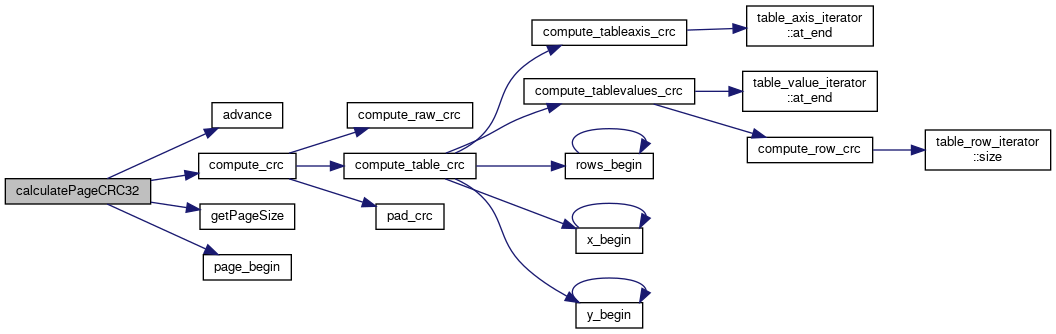 calculatePageCRC32
advance
compute_crc
getPageSize
page_begin
compute_raw_crc
compute_table_crc
pad_crc
compute_tableaxis_crc
compute_tablevalues_crc
rows_begin
x_begin
y_begin
table_axis_iterator
::at_end
table_value_iterator
::at_end
compute_row_crc
table_row_iterator
::size